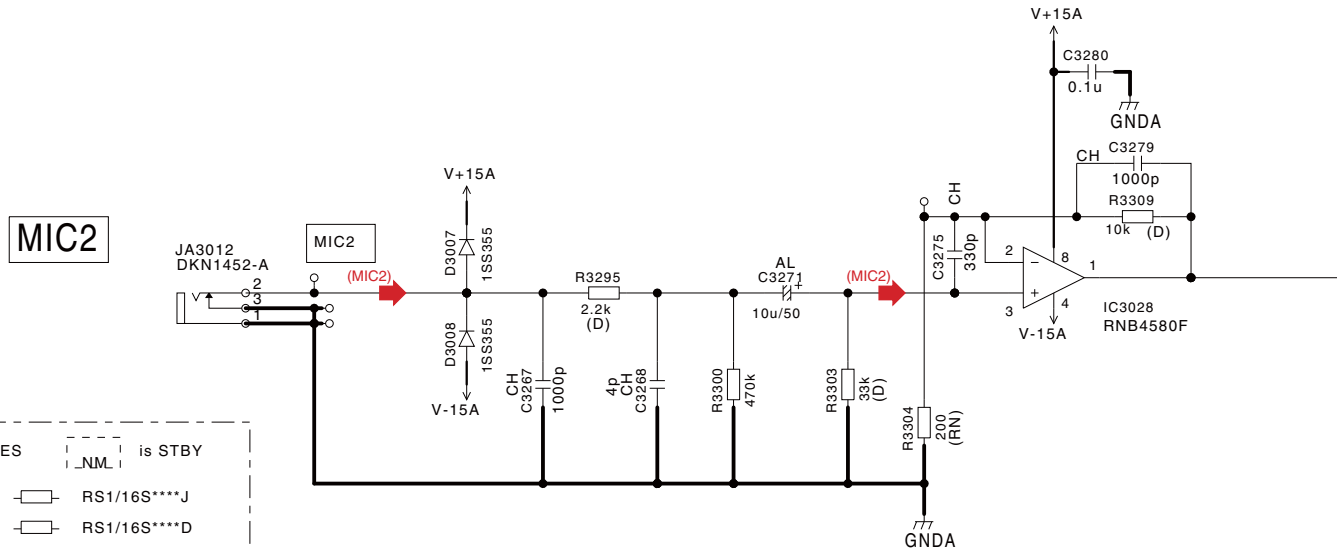 V+15A
C3280
0.1u
GNDA
CH
C3279
1000p
R3309
10k
(D)
CH
C3275
330p
V+15A
MIC2
JA3012
DKN1452-A
MIC2
(MIC2)
D3007
1SS355
D3008
1SS355
V-15A
2
3
1
R3295
2.2k
(D)
AL
C3271
+
10u/50
(MIC2)
2
-
8
1
+
3
4
V-15A
IC3028
RNB4580F
CH
C3267
1000p
4p
CH
C3268
R3300
470k
R3303
33k
(D)
R3304
200
(RN)
GNDA
ES
NM
is STBY
RS1/16S****J
RS1/16S****D